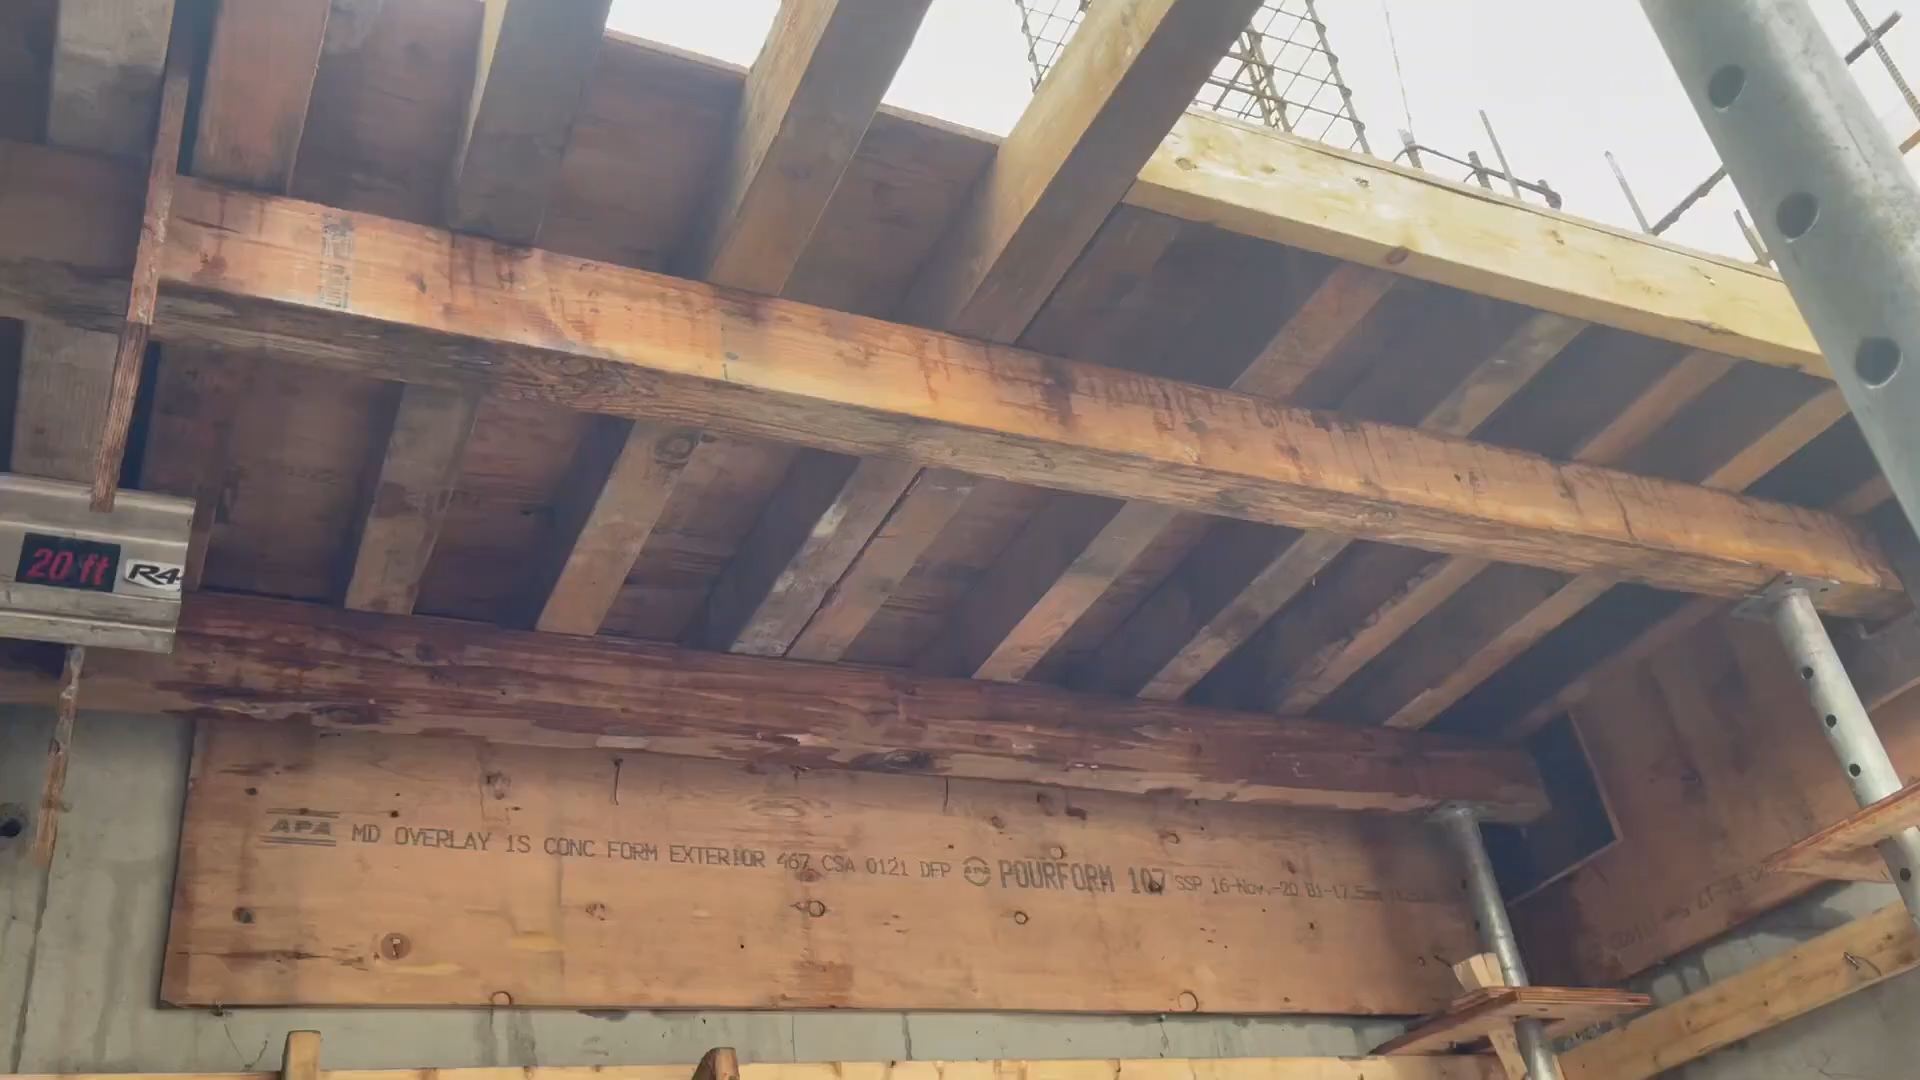 20 ft R4
APA MD OVERLAY 1S CONC FORM EXTERIOR 467 CSA 0121 DFP APA POURFORM 107 SSP 16-Nov.-20 B1-17.5mm